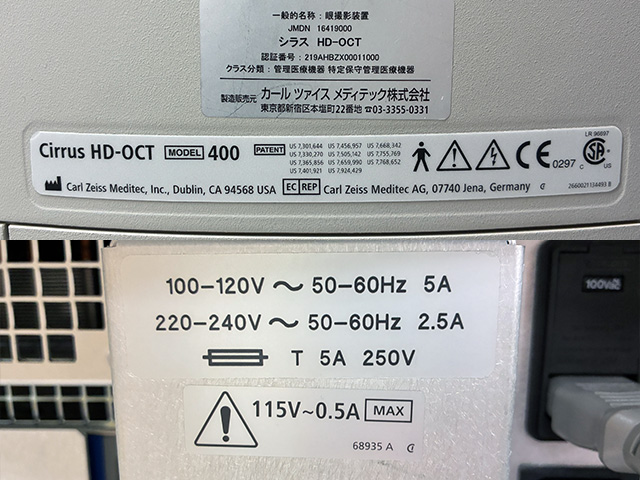 一般的名称：眼撮影装置
JMDN 16419000
シラス HD-OCT
認証番号：219AHBZX00011000
クラス分類：管理医療機器 特定保守管理医療機器
製造販売元 カール ツァイス メディテック株式会社
東京都新宿区本塩町22番地 ☎03-3355-0331
LR 96897
Cirrus HD-OCT MODEL 400 PATENT
US 7,301,644 US 7,456,957 US 7,668,342
US 7,330,270 US 7,505,142 US 7,755,769
US 7,365,856 US 7,659,990 US 7,768,652
US 7,401,921 US 7,924,429
CE 0297 C SA US
Carl Zeiss Meditec, Inc., Dublin, CA 94568 USA EC REP Carl Zeiss Meditec AG, 07740 Jena, Germany
2660021134493 B
100-120V ～ 50-60Hz 5A
220-240V ～ 50-60Hz 2.5A
T 5A 250V
115V~0.5A MAX
68935 A
100V